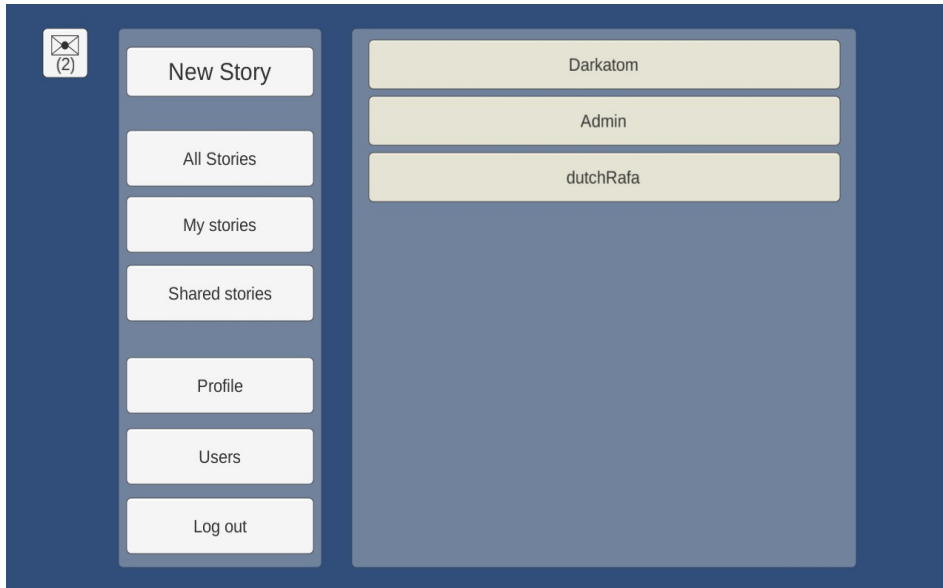 (2)
New Story
All Stories
My stories
Shared stories
Profile
Users
Log out
Darkatom
Admin
dutchRafa